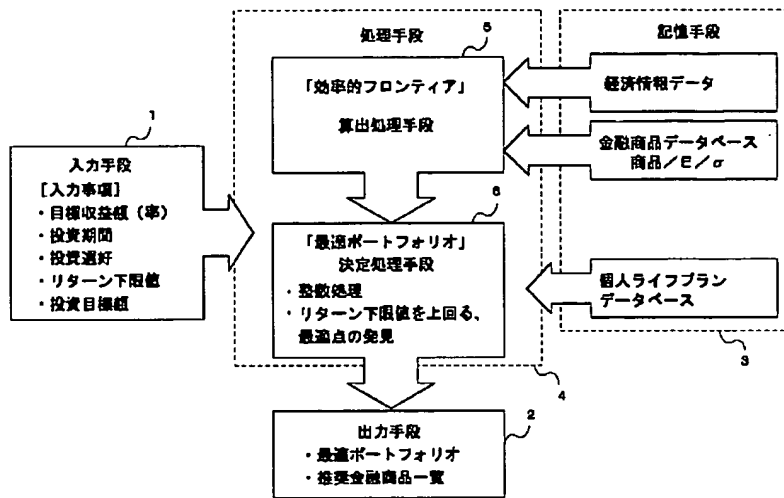 処理手段
5
記憶手段
「効率的フロンティア」
算出処理手段
経済情報データ
金融商品データベース
商品/E/σ
1
入力手段
[入力事項]
・目標収益額（率）
・投資期間
・投資選好
・リターン下限値
・投資目標額
6
「最適ポートフォリオ」
決定処理手段
・整数処理
・リターン下限値を上回る、
最適点の発見
個人ライフプラン
データベース
3
4
2
出力手段
・最適ポートフォリオ
・推奨金融商品一覧